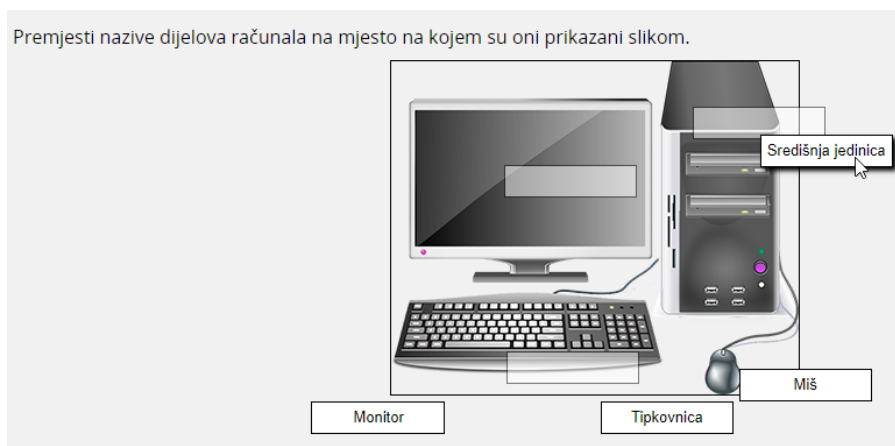 Premjesti nazive dijelova računala na mjesto na kojem su oni prikazani slikom.
Središnja jedinica
Miš
Monitor
Tipkovnica